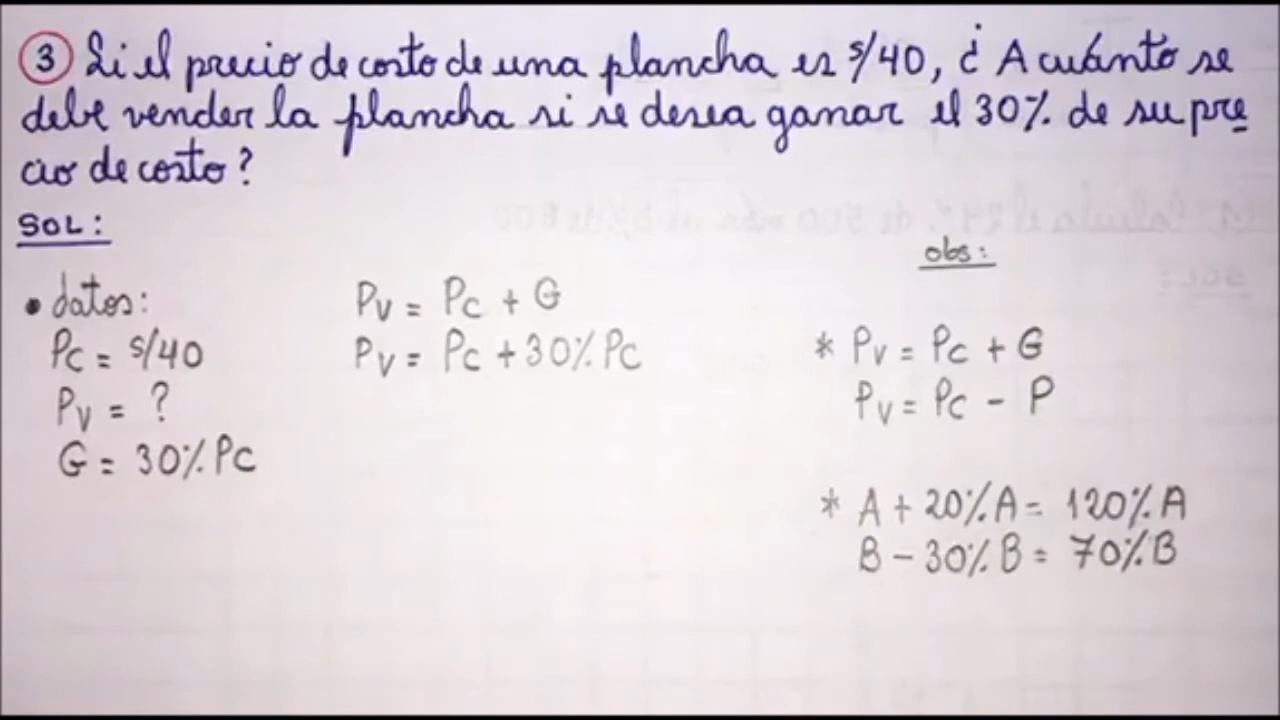 3 Si el precio de costo de una plancha es s/40, ¿ A cuánto se
debe vender la plancha si se desea ganar el 30% de su pre
cio de costo?
SOL:
obs:
• datos:
Pc = s/40
Pv = ?
G = 30% Pc
Pv = Pc + G
Pv = Pc + 30% Pc
* Pv = Pc + G
Pv = Pc - P
* A + 20% A = 120% A
B - 30% B = 70% B